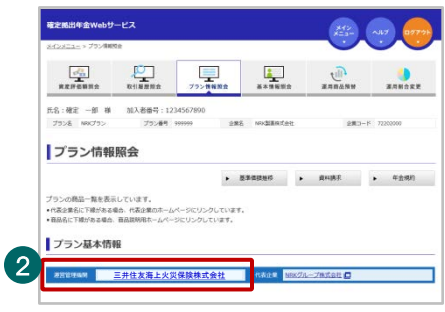 確定拠出年金Webサービス
メイン
メニュー
ヘルプ
ログアウト
メインメニュー > プラン情報照会
資産評価額照会
取引履歴照会
プラン情報照会
基本情報照会
運用商品預替
運用割合変更
氏名：確定 一郎 様 加入者番号：1234567890
プラン名 NRKプラン プラン番号 999999 企業名 NRK製薬株式会社 企業コード 72202000
プラン情報照会
▶ 基準価額推移 ▶ 資料請求 ▶ 年金規約
プランの商品一覧を表示しています。
•代表企業名に下線がある場合、代表企業のホームページにリンクしています。
•商品名に下線がある場合、商品説明用ホームページにリンクしています。
プラン基本情報
2
運営管理機関 三井住友海上火災保険株式会社 代表企業 NRKグループ株式会社